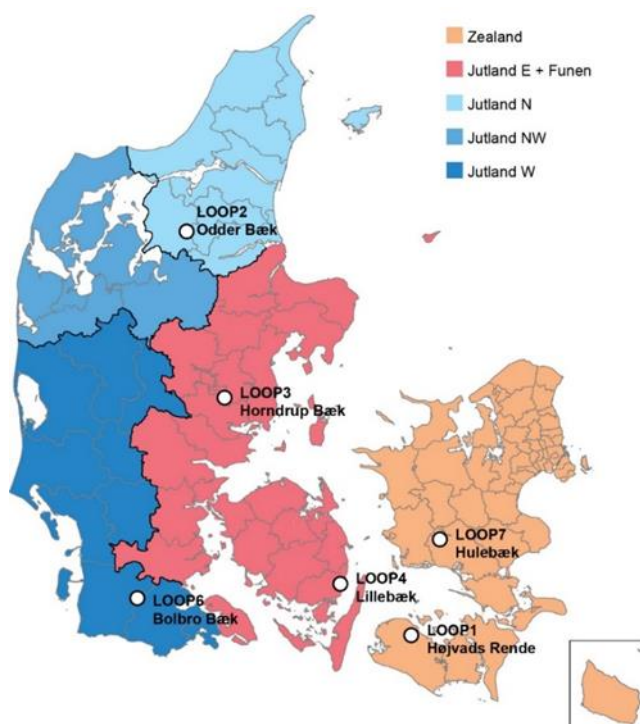 Zealand
Jutland E + Funen
Jutland N
Jutland NW
Jutland W
LOOP2
Odder Bæk
LOOP3
Horndrup Bæk
LOOP7
Hulebæk
LOOP4
Lillebæk
LOOP6
Bolbro Bæk
LOOP1
Højvads Rende